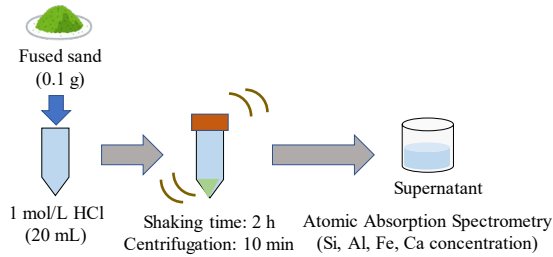 Fused sand
(0.1 g)
1 mol/L HCl
(20 mL)
Shaking time: 2 h
Centrifugation: 10 min
Supernatant
Atomic Absorption Spectrometry
(Si, Al, Fe, Ca concentration)